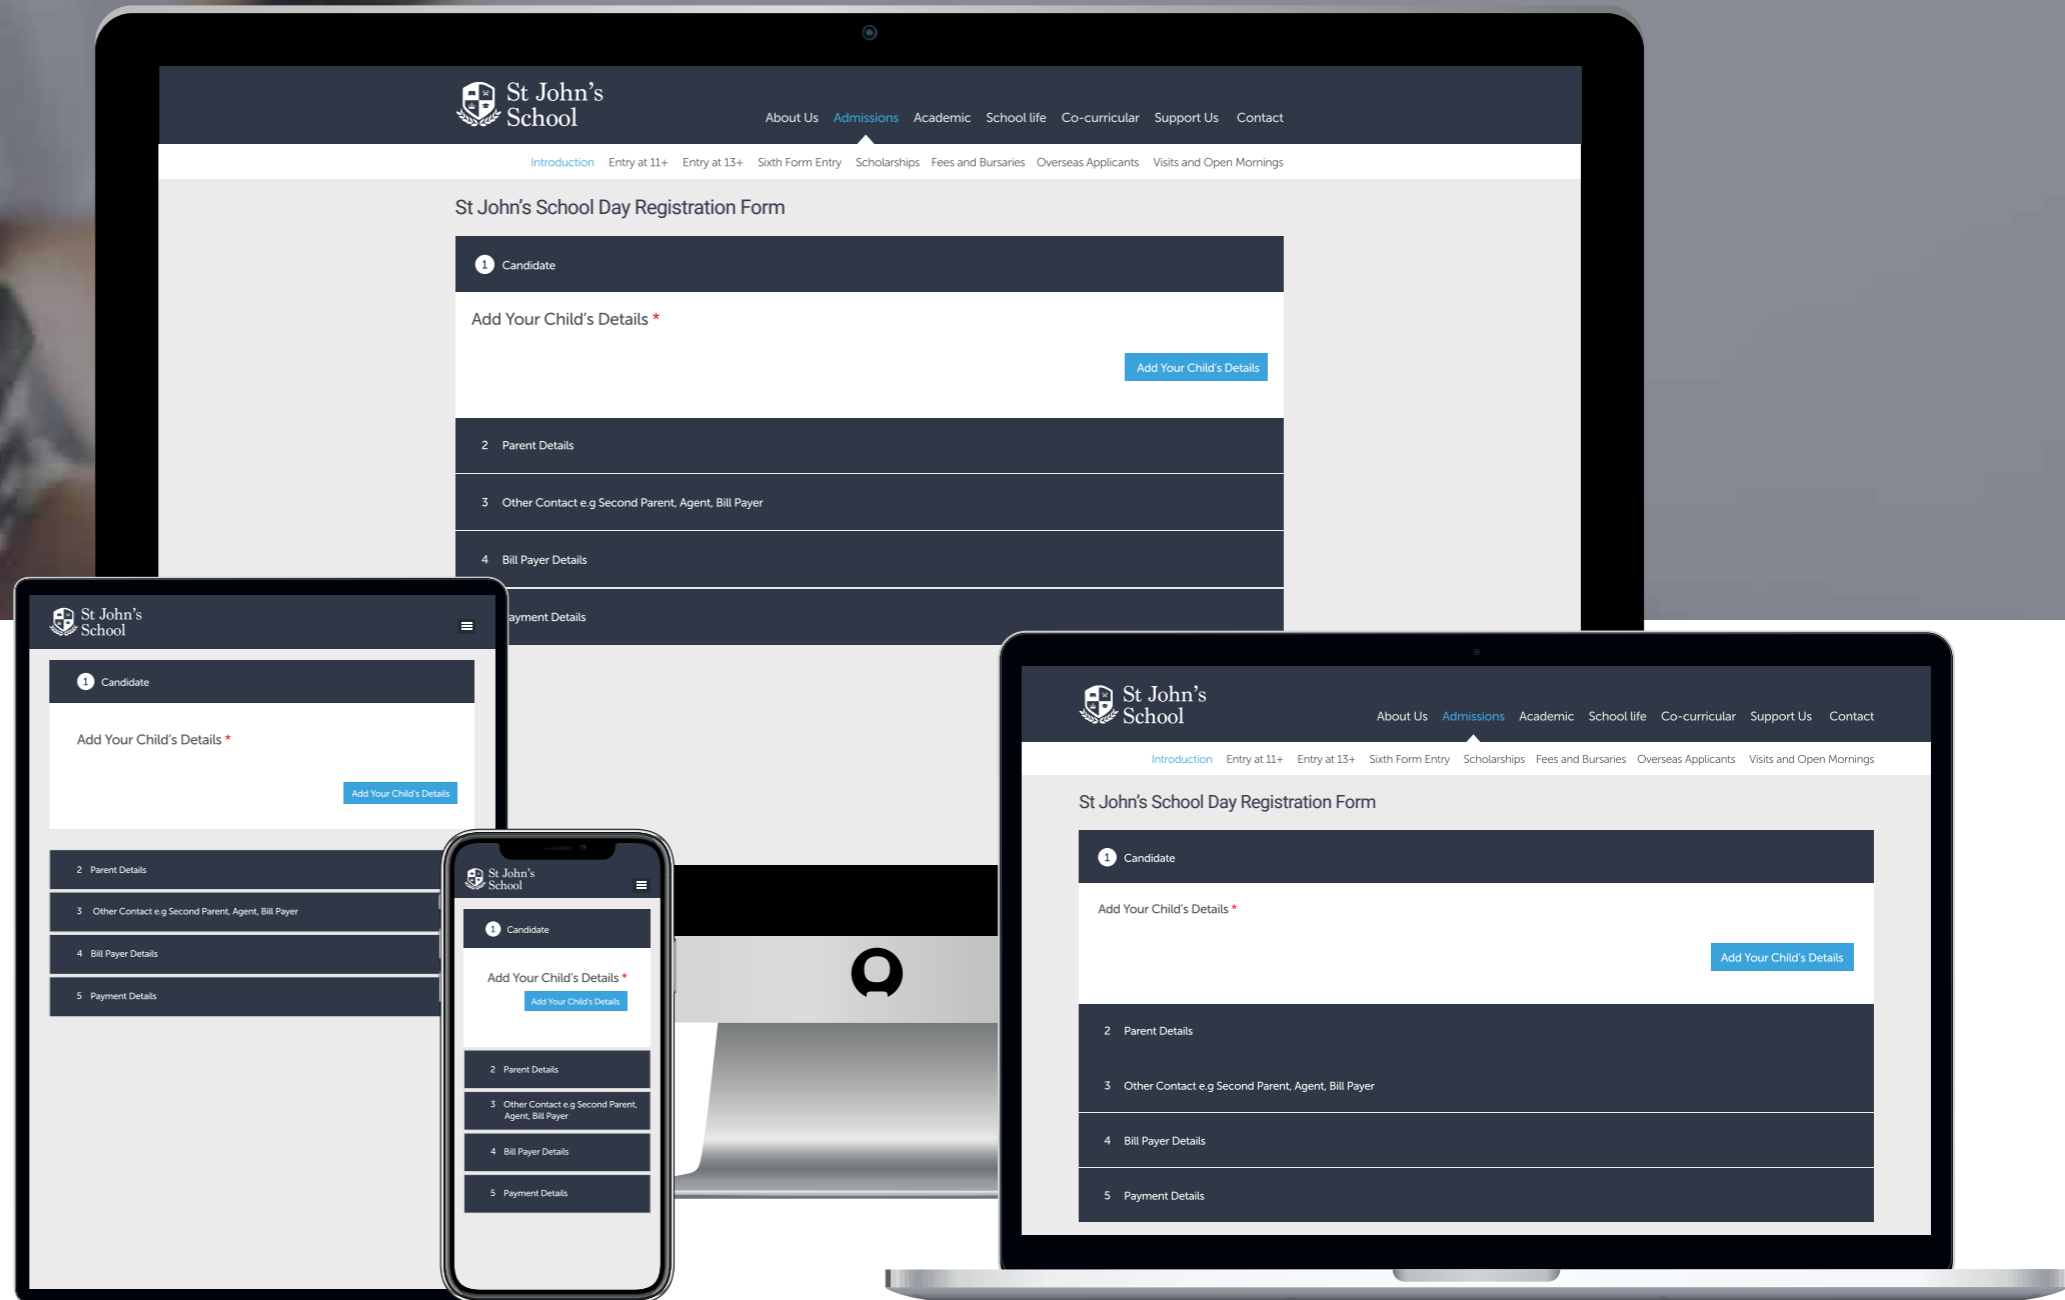 St John's
School
About Us Admissions Academic School life Co-curricular Support Us Contact
Introduction Entry at 11+ Entry at 13+ Sixth Form Entry Scholarships Fees and Bursaries Overseas Applicants Visits and Open Mornings
St John's School Day Registration Form
1 Candidate
Add Your Child's Details *
Add Your Child's Details
2 Parent Details
3 Other Contact e.g Second Parent, Agent, Bill Payer
4 Bill Payer Details
ayment Details
St John's
School
1 Candidate
Add Your Child's Details *
Add Your Child's Details
2 Parent Details
3 Other Contact e.g Second Parent, Agent, Bill Payer
4 Bill Payer Details
5 Payment Details
St John's
School
1 Candidate
Add Your Child's Details *
Add Your Child's Details
2 Parent Details
3 Other Contact e.g Second Parent,
Agent, Bill Payer
4 Bill Payer Details
5 Payment Details
St John's
School
About Us Admissions Academic School life Co-curricular Support Us Contact
Introduction Entry at 11+ Entry at 13+ Sixth Form Entry Scholarships Fees and Bursaries Overseas Applicants Visits and Open Mornings
St John's School Day Registration Form
1 Candidate
Add Your Child's Details *
Add Your Child's Details
2 Parent Details
3 Other Contact e.g Second Parent, Agent, Bill Payer
4 Bill Payer Details
5 Payment Details